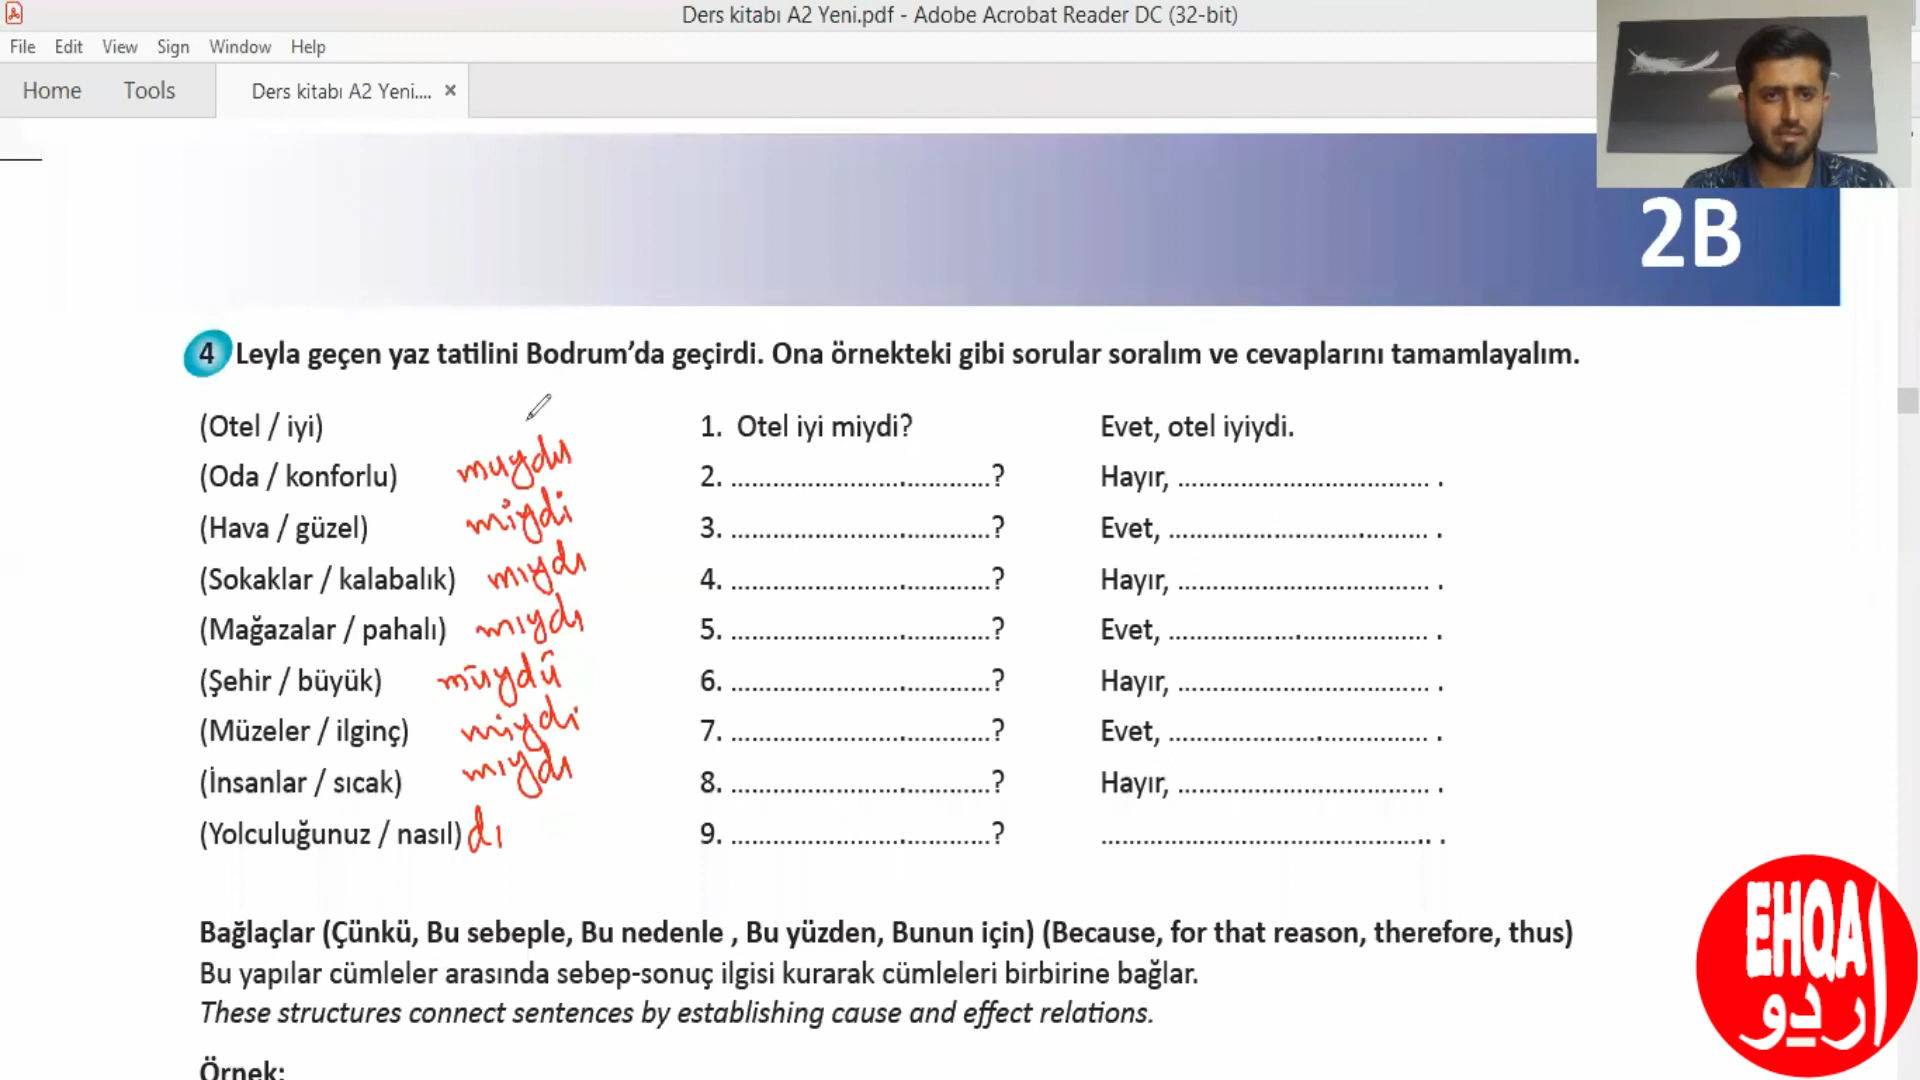 Ders kitabı A2 Yeni.pdf - Adobe Acrobat Reader DC (32-bit)
File Edit View Sign Window Help
Home Tools Ders kitabı A2 Yeni.... ×
2B
4 Leyla geçen yaz tatilini Bodrum’da geçirdi. Ona örnekteki gibi sorular soralım ve cevaplarını tamamlayalım.
(Otel / iyi) 1. Otel iyi miydi? Evet, otel iyiydi.
(Oda / konforlu) muydu 2. ................................? Hayır, ............................... .
(Hava / güzel) miydi 3. ................................? Evet, ................................ .
(Sokaklar / kalabalık) mıydı 4. ................................? Hayır, ............................... .
(Mağazalar / pahalı) mıydı 5. ................................? Evet, ................................ .
(Şehir / büyük) müydü 6. ................................? Hayır, ............................... .
(Müzeler / ilginç) miydi 7. ................................? Evet, ................................ .
(İnsanlar / sıcak) mıydı 8. ................................? Hayır, ............................... .
(Yolculuğunuz / nasıl) dı 9. ................................? ......................................... .
Bağlaçlar (Çünkü, Bu sebeple, Bu nedenle , Bu yüzden, Bunun için) (Because, for that reason, therefore, thus)
Bu yapılar cümleler arasında sebep-sonuç ilgisi kurarak cümleleri birbirine bağlar.
These structures connect sentences by establishing cause and effect relations.
Örnek:
EHQA
اردو